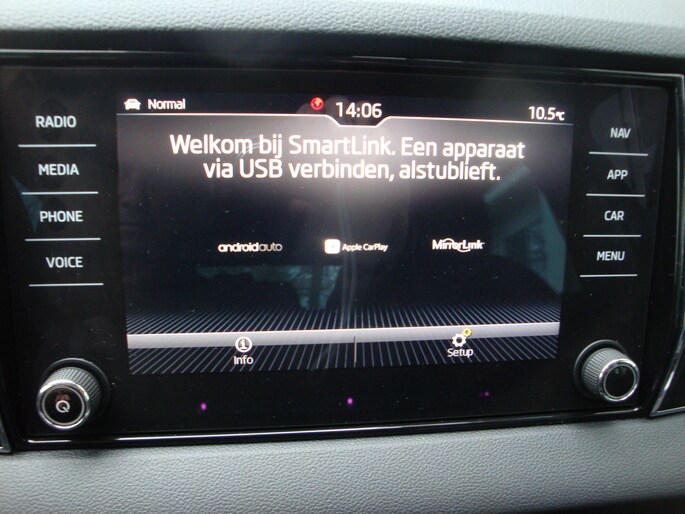 Normal
14:06
10.5°C
RADIO
MEDIA
PHONE
VOICE
Welkom bij SmartLink. Een apparaat
via USB verbinden, alstublieft.
androidauto
Apple CarPlay
MirrorLink
Info
Setup
NAV
APP
CAR
MENU